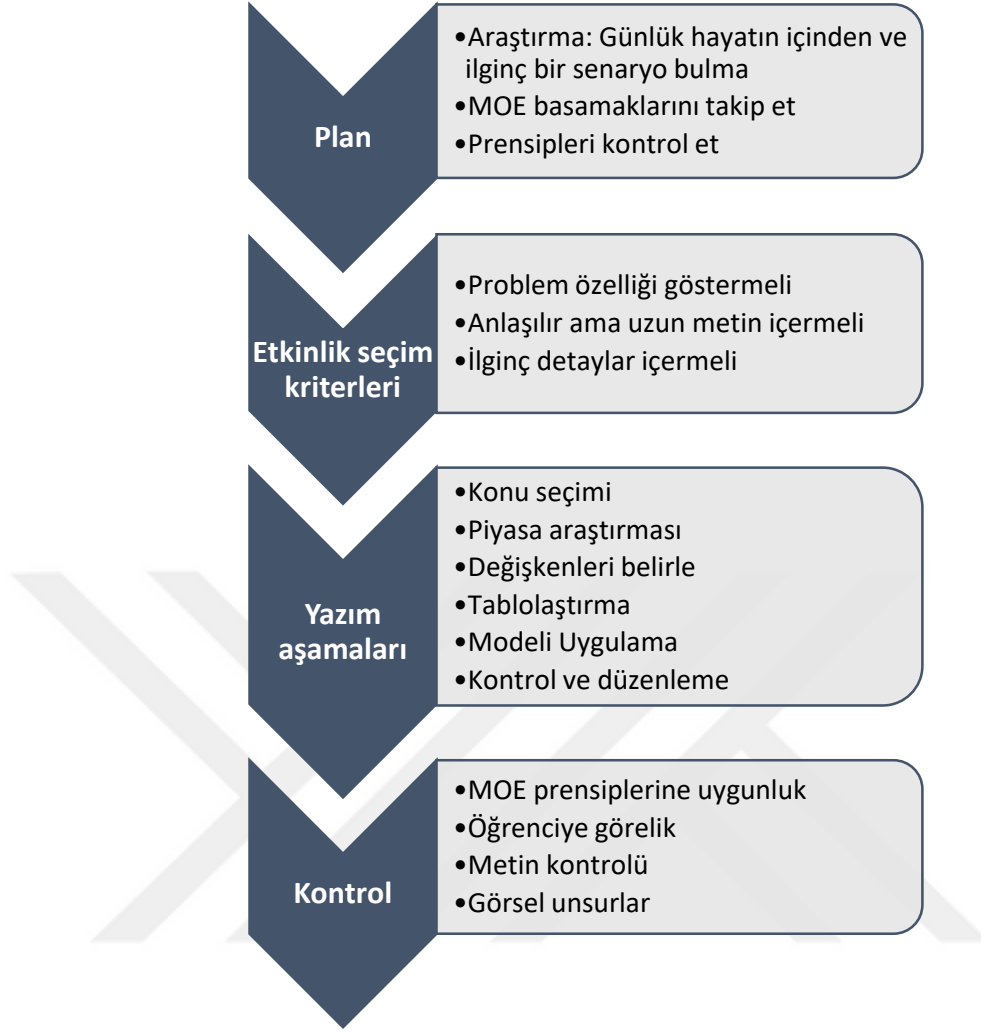 Plan
•Araştırma: Günlük hayatın içinden ve
ilginç bir senaryo bulma
•MOE basamaklarını takip et
•Prensipleri kontrol et
Etkinlik seçim
kriterleri
•Problem özelliği göstermeli
•Anlaşılır ama uzun metin içermeli
•İlginç detaylar içermeli
Yazım
aşamaları
•Konu seçimi
•Piyasa araştırması
•Değişkenleri belirle
•Tablolaştırma
•Modeli Uygulama
•Kontrol ve düzenleme
Kontrol
•MOE prensiplerine uygunluk
•Öğrenciye görelik
•Metin kontrolü
•Görsel unsurlar